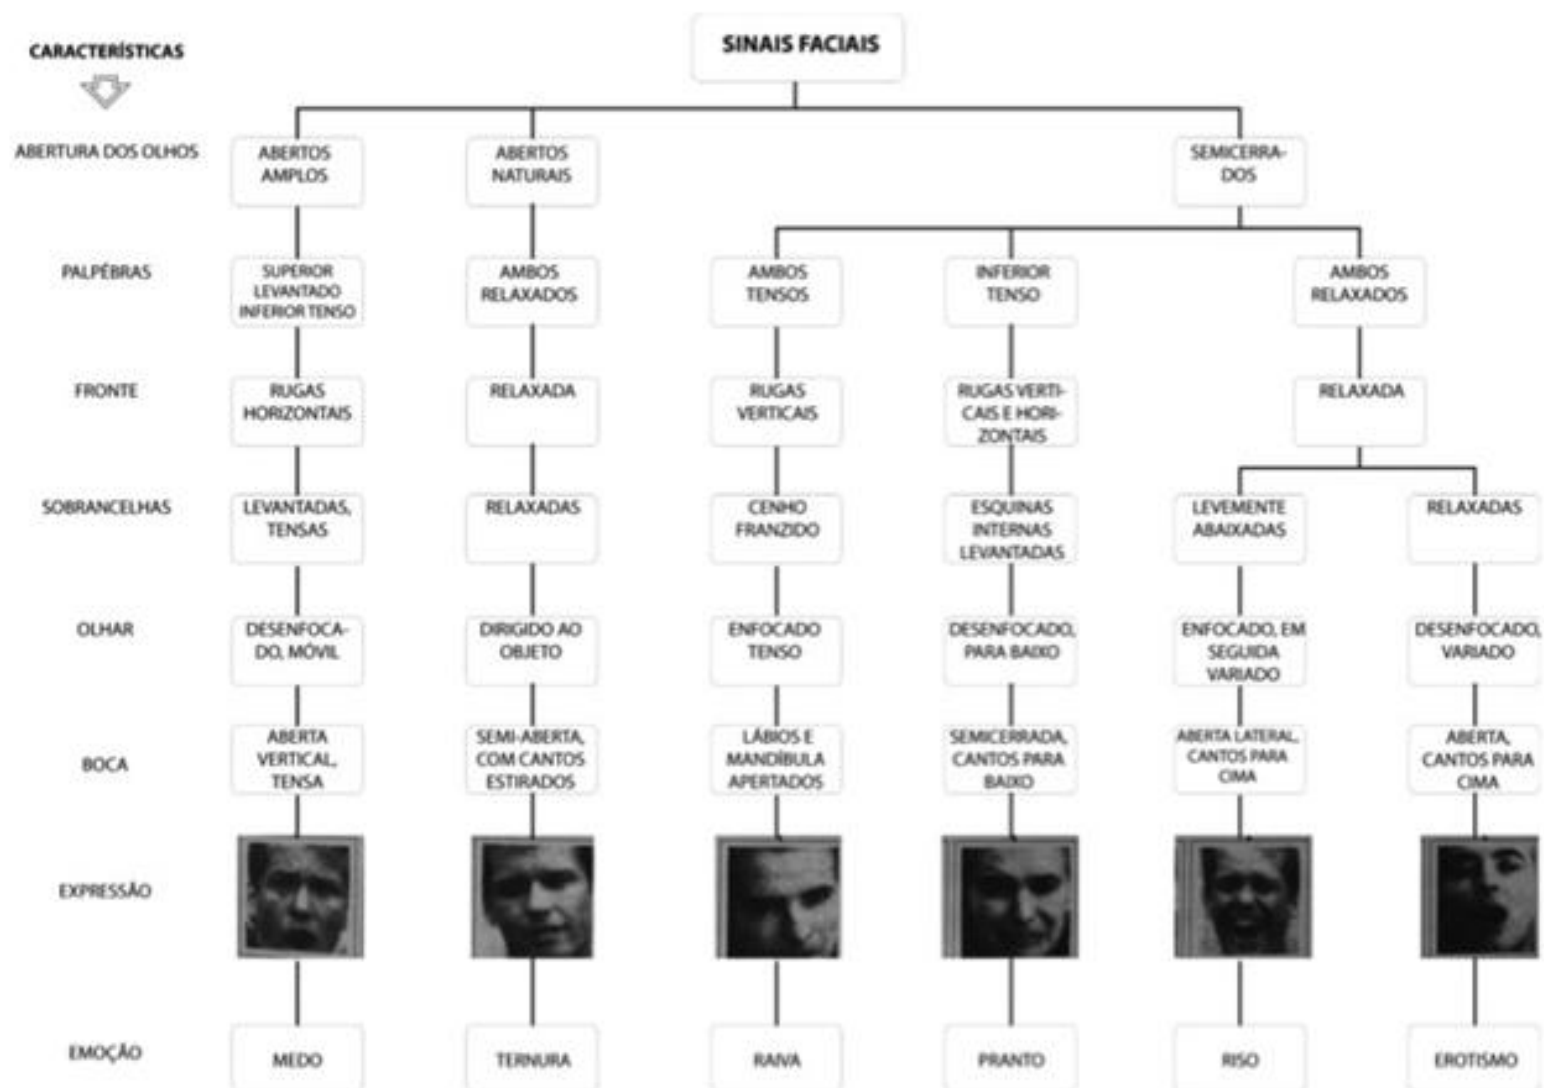 CARACTERÍSTICAS
SINAIS FACIAIS
ABERTURA DOS OLHOS
ABERTOS
AMPLOS
ABERTOS
NATURAIS
SEMICERRA-
DOS
PALPÉBRAS
SUPERIOR
LEVANTADO
INFERIOR TENSO
AMBOS
RELAXADOS
AMBOS
TENSOS
INFERIOR
TENSO
AMBOS
RELAXADOS
FRONTE
RUGAS
HORIZONTAIS
RELAXADA
RUGAS
VERTICAIS
RUGAS VERTI-
CAIS E HORI-
ZONTAIS
RELAXADA
SOBRANCELHAS
LEVANTADAS,
TENSAS
RELAXADAS
CENHO
FRANZIDO
ESQUINAS
INTERNAS
LEVANTADAS
LEVEMENTE
ABAIXADAS
RELAXADAS
OLHAR
DESENFOCA-
DO, MÓVIL
DIRIGIDO AO
OBJETO
ENFOCADO
TENSO
DESENFOCADO,
PARA BAIXO
ENFOCADO, EM
SEGUIDA
VARIADO
DESENFOCADO,
VARIADO
BOCA
ABERTA
VERTICAL,
TENSA
SEMI-ABERTA,
COM CANTOS
ESTIRADOS
LÁBIOS E
MANDÍBULA
APERTADOS
SEMICERRADA,
CANTOS PARA
BAIXO
ABERTA LATERAL,
CANTOS PARA
CIMA
ABERTA,
CANTOS PARA
CIMA
EXPRESSÃO
EMOÇÃO
MEDO
TERNURA
RAIVA
PRANTO
RISO
EROTISMO